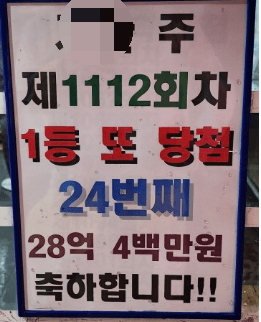 주
제1112회차
1등 또 당첨
24번째
28억 4백만원
축하합니다!!